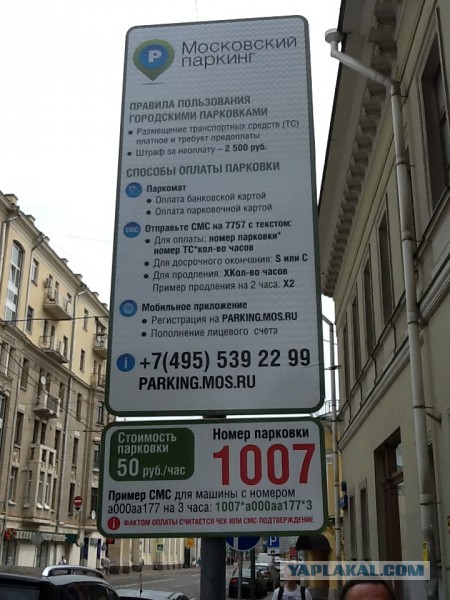 P
Московский
паркинг
ПРАВИЛА ПОЛЬЗОВАНИЯ
ГОРОДСКИМИ ПАРКОВКАМИ
• Размещение транспортных средств (ТС)
платное и требует предоплаты
• Штраф за неоплату – 2 500 руб.
СПОСОБЫ ОПЛАТЫ ПАРКОВКИ
Паркомат
• Оплата банковской картой
• Оплата парковочной картой
СМС Отправьте СМС на 7757 с текстом:
• Для оплаты: номер парковки*
номер ТС*кол-во часов
• Для досрочного окончания: S или С
• Для продления: ХКол-во часов
Пример продления на 2 часа: Х2
Мобильное приложение
• Регистрация на PARKING.MOS.RU
• Пополнение лицевого счета
i +7(495) 539 22 99
PARKING.MOS.RU
Стоимость
парковки
50 руб./час
Номер парковки
1007
Пример СМС для машины с номером
а000аа177 на 3 часа: 1007*а000аа177*3
i ФАКТОМ ОПЛАТЫ СЧИТАЕТСЯ ЧЕК ИЛИ СМС-ПОДТВЕРЖДЕНИЕ
P
YAPLAKAL.COM